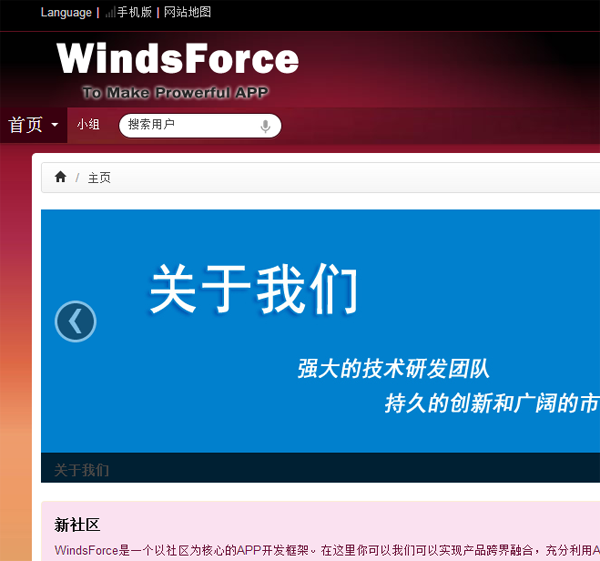 Language | 手机版 | 网站地图
WindsForce
To Make Prowerful APP
首页 小组 搜索用户
/ 主页
关于我们
强大的技术研发团队
持久的创新和广阔的市
关于我们
新社区
WindsForce是一个以社区为核心的APP开发框架。在这里你可以我们可以实现产品跨界融合，充分利用A